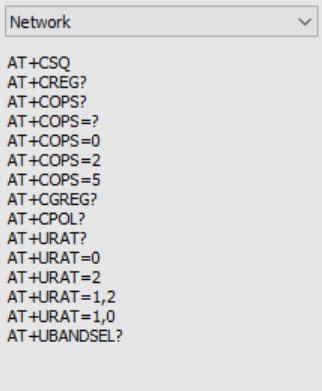 Network
AT+CSQ
AT+CREG?
AT+COPS?
AT+COPS=?
AT+COPS=0
AT+COPS=2
AT+COPS=5
AT+CGREG?
AT+CPOL?
AT+URAT?
AT+URAT=0
AT+URAT=2
AT+URAT=1,2
AT+URAT=1,0
AT+UBANDSEL?